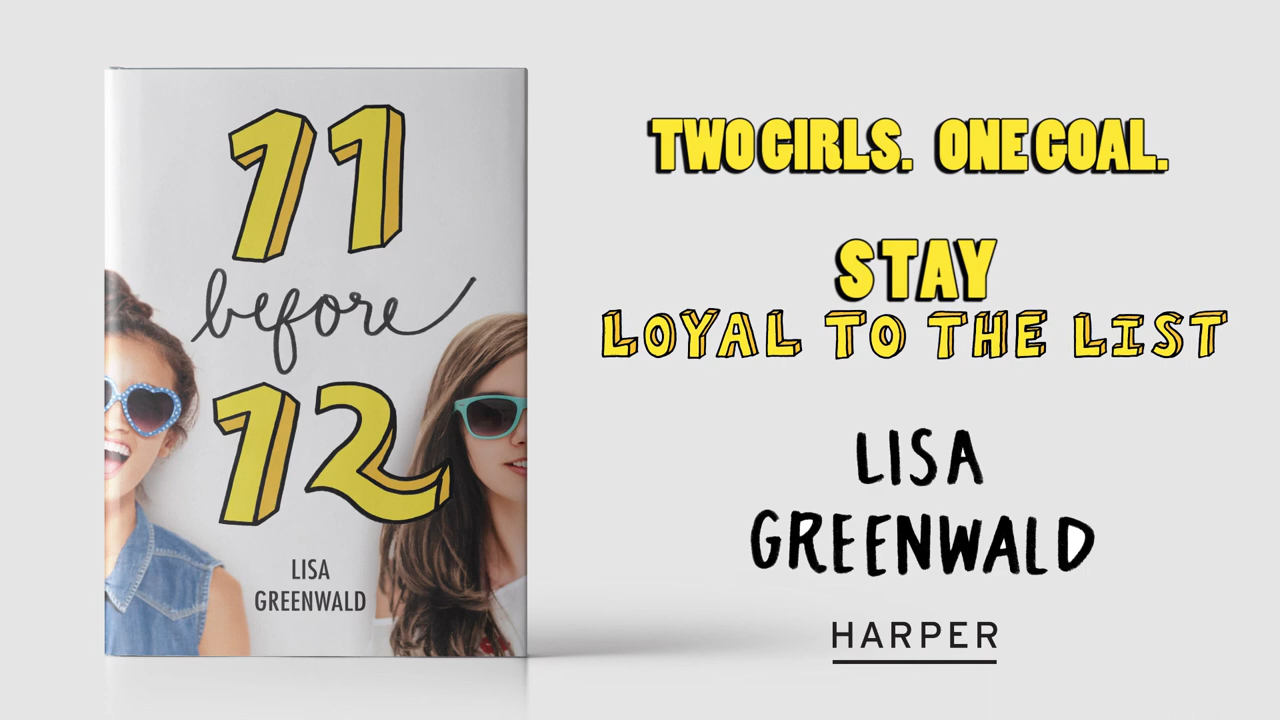 11
before
12
LISA
GREENWALD
TWO GIRLS. ONE GOAL.
STAY
LOYAL TO THE LIST
LISA
GREENWALD
HARPER